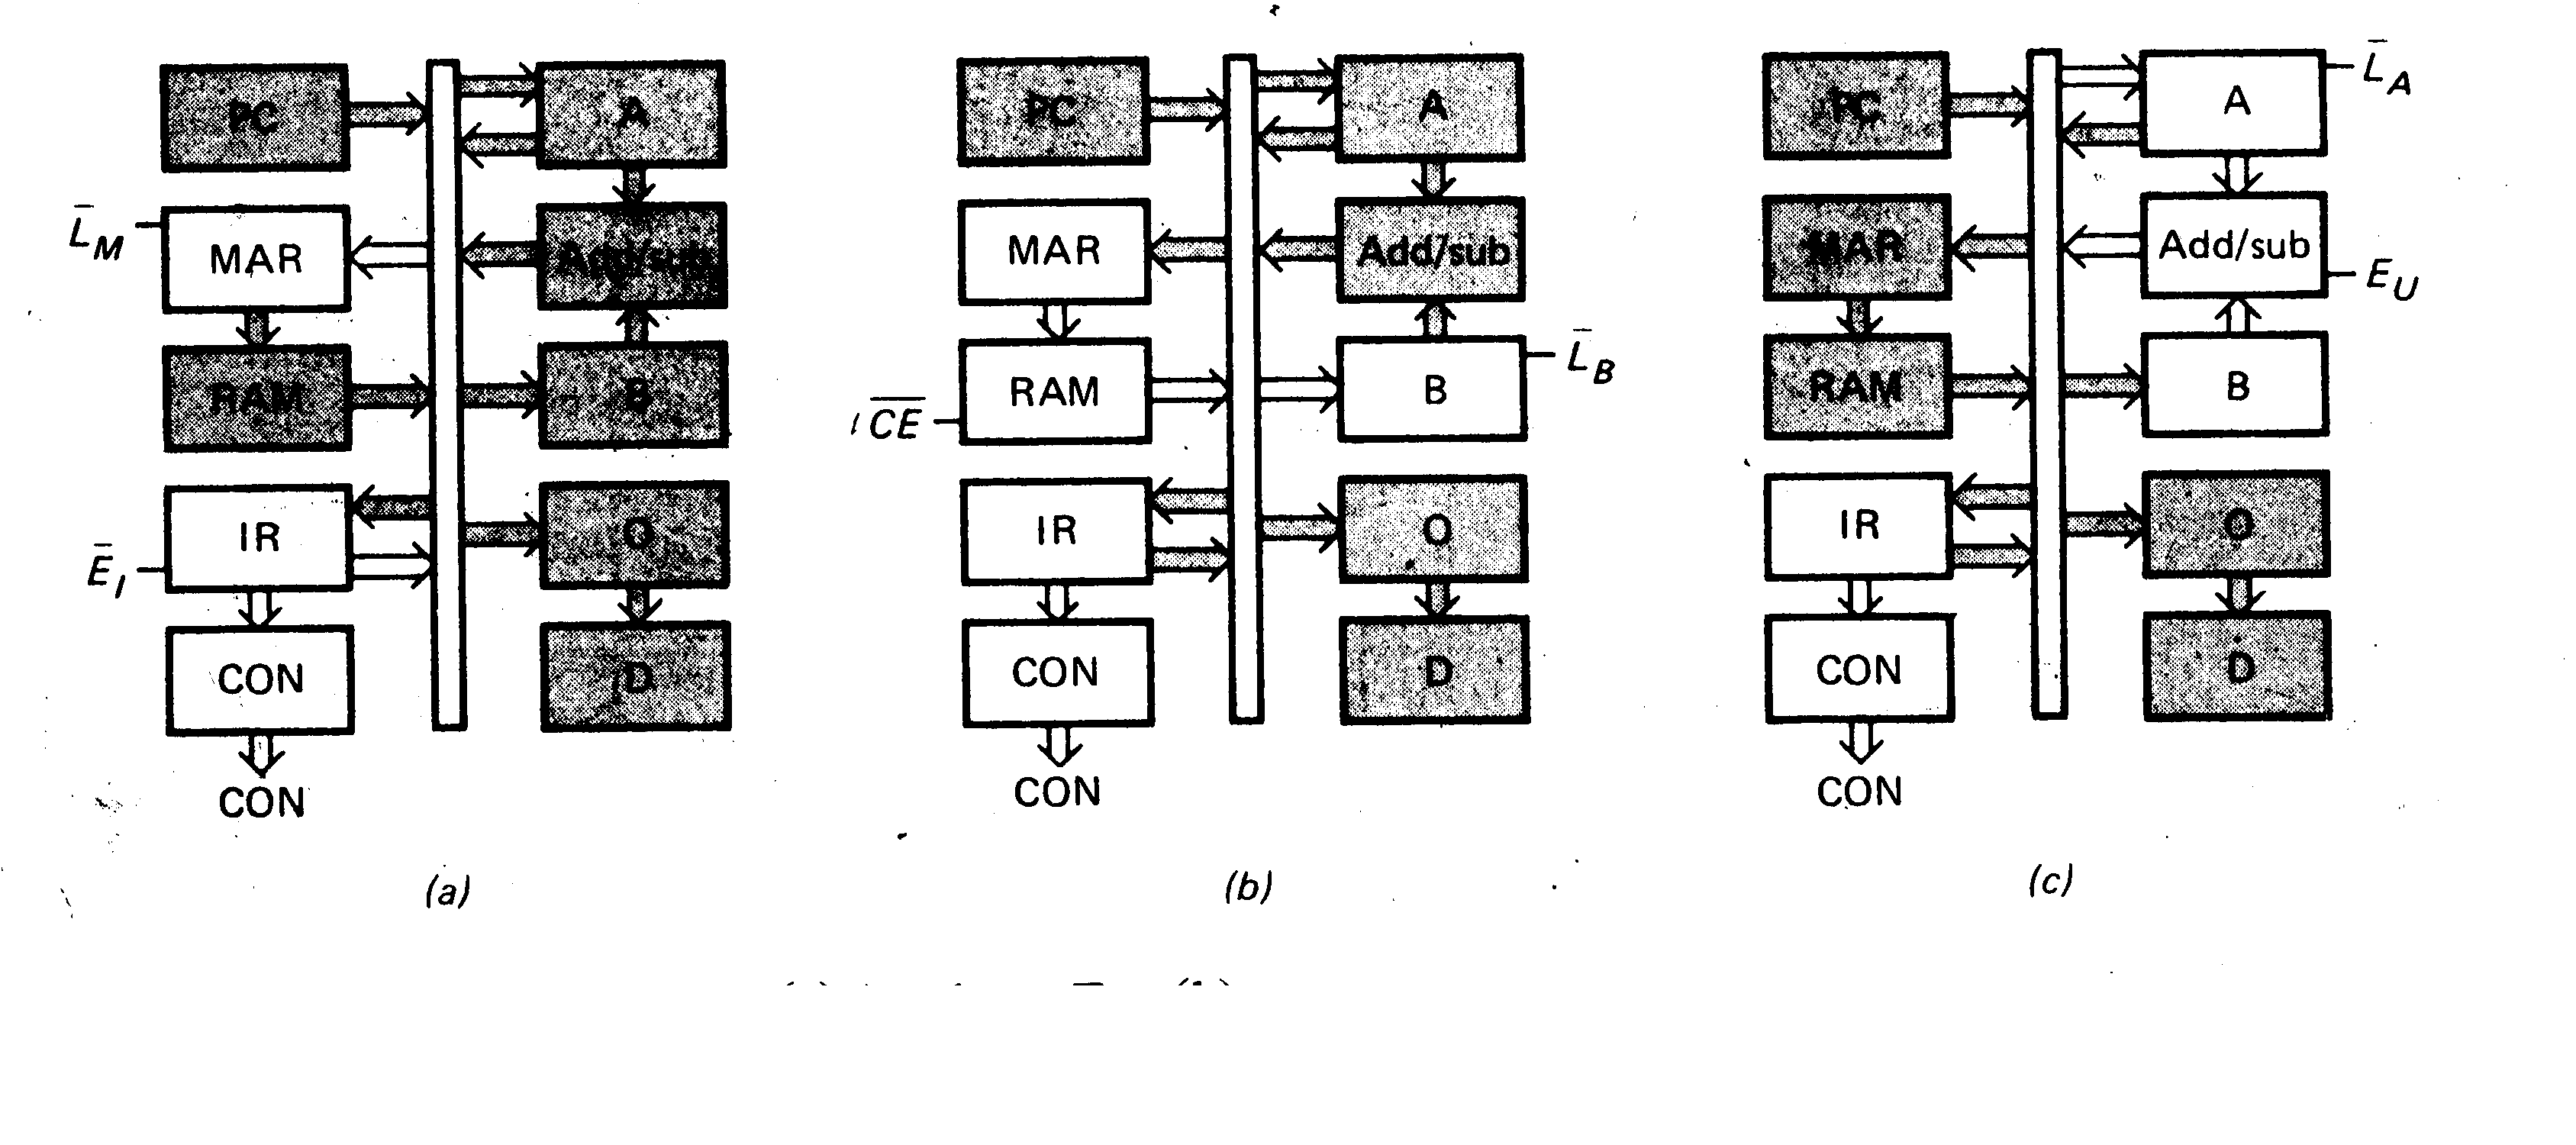 PC
A
L̄M
MAR
Add/sub
RAM
B
IR
O
ĒI
CON
D
CON
(a)
PC
A
MAR
Add/sub
L̄B
RAM
B
C̅E̅
IR
O
CON
D
CON
(b)
PC
A
L̄A
MAR
Add/sub
EU
RAM
B
IR
O
CON
D
CON
(c)